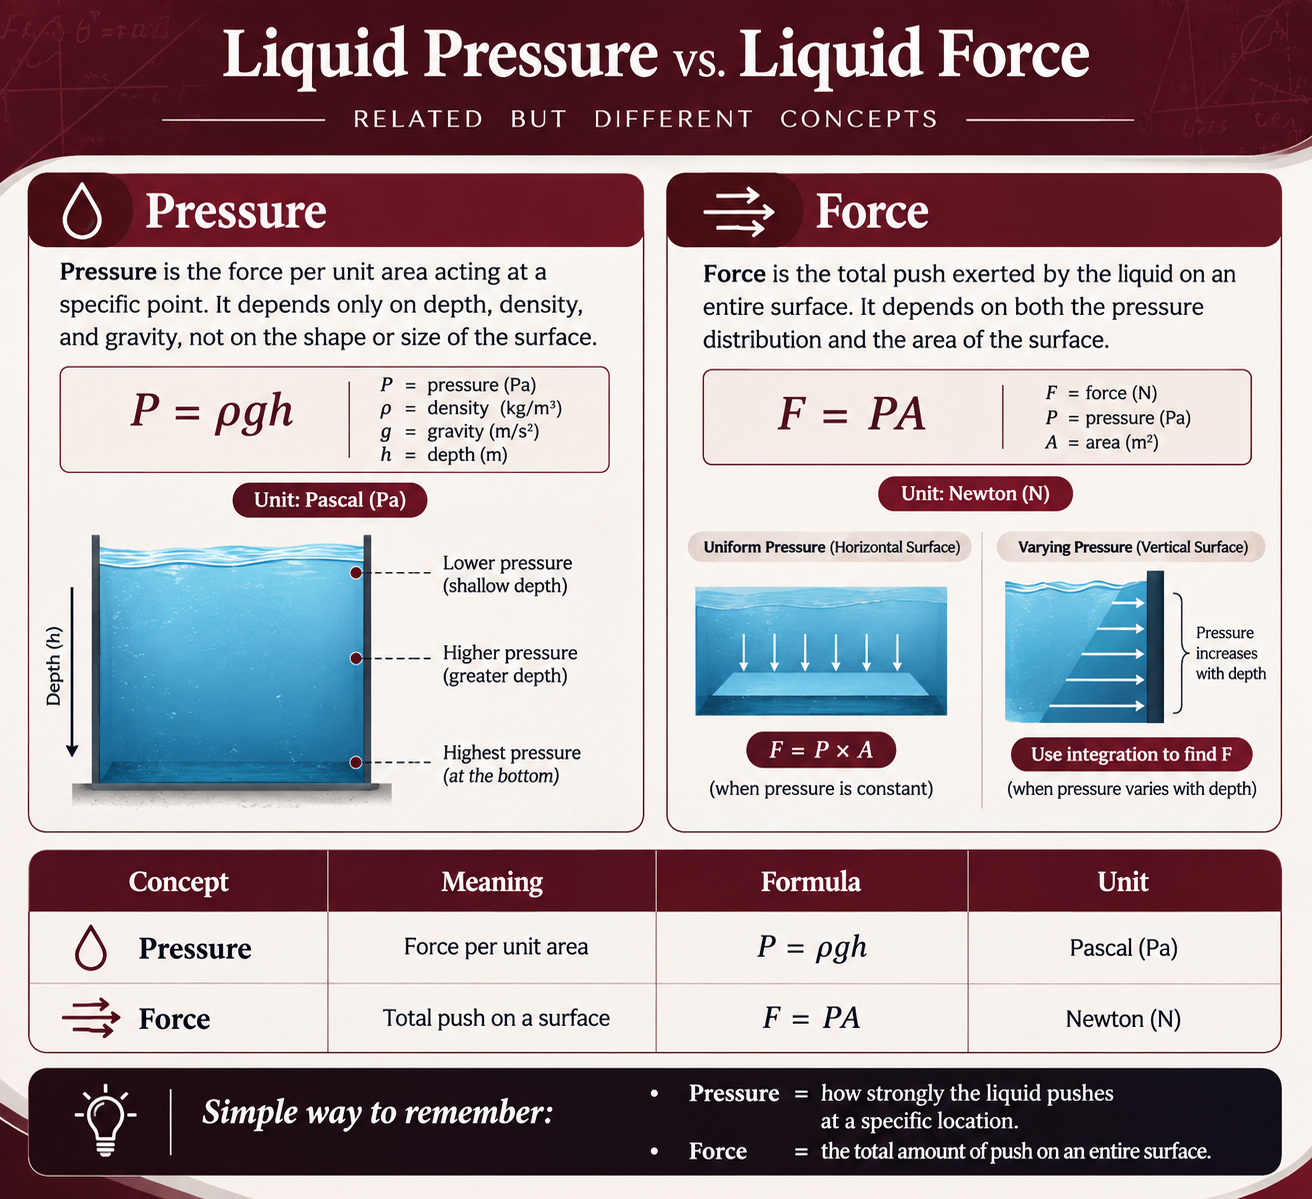 Liquid Pressure vs. Liquid Force
RELATED BUT DIFFERENT CONCEPTS
Pressure
Pressure is the force per unit area acting at a
specific point. It depends only on depth, density,
and gravity, not on the shape or size of the surface.
P = ρgh
P = pressure (Pa)
ρ = density (kg/m³)
g = gravity (m/s²)
h = depth (m)
Unit: Pascal (Pa)
Depth (h)
Lower pressure
(shallow depth)
Higher pressure
(greater depth)
Highest pressure
(at the bottom)
Force
Force is the total push exerted by the liquid on an
entire surface. It depends on both the pressure
distribution and the area of the surface.
F = PA
F = force (N)
P = pressure (Pa)
A = area (m²)
Unit: Newton (N)
Uniform Pressure (Horizontal Surface)
F = P × A
(when pressure is constant)
Varying Pressure (Vertical Surface)
Pressure
increases
with depth
Use integration to find F
(when pressure varies with depth)
Concept Meaning Formula Unit
Pressure Force per unit area P = ρgh Pascal (Pa)
Force Total push on a surface F = PA Newton (N)
Simple way to remember:
• Pressure = how strongly the liquid pushes
at a specific location.
• Force = the total amount of push on an entire surface.